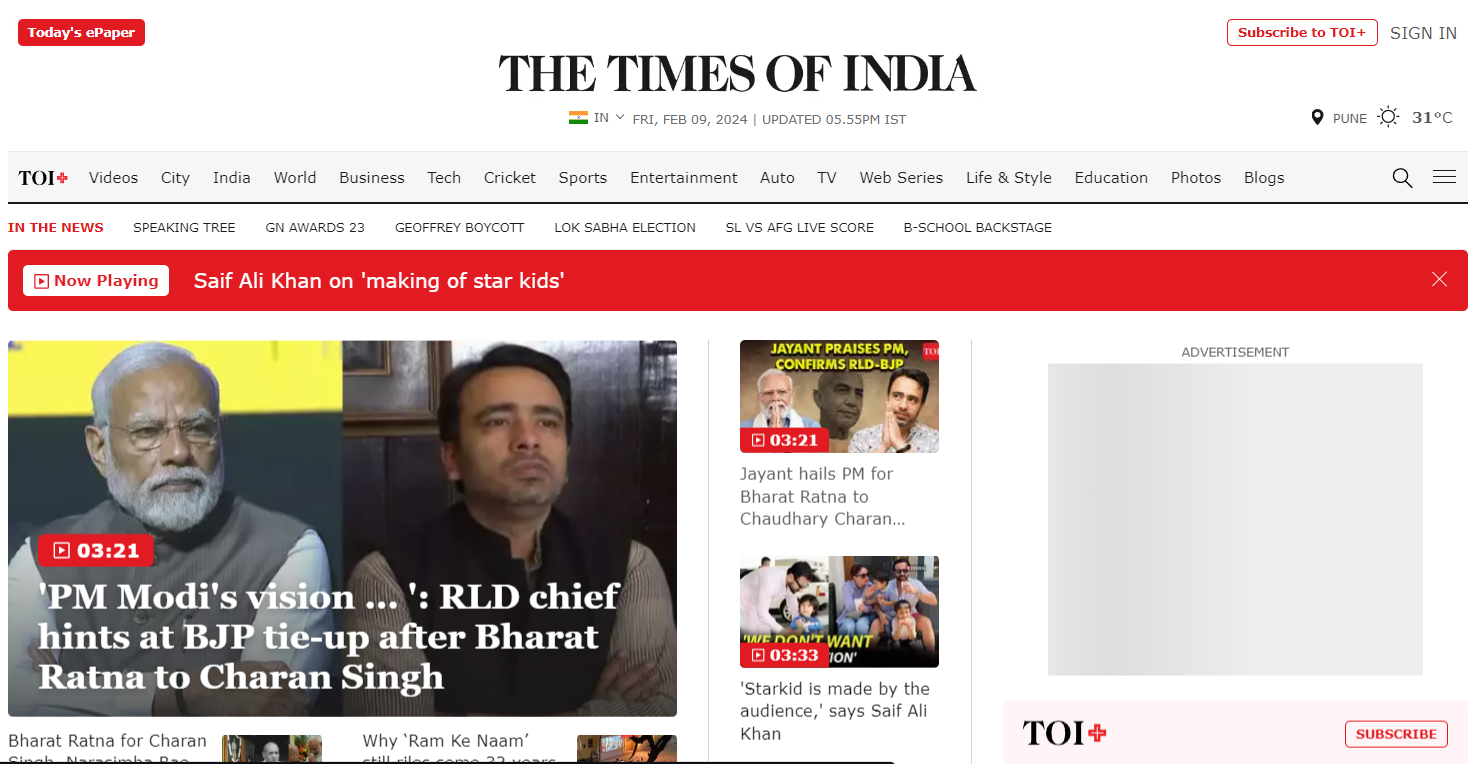 Today's ePaper
Subscribe to TOI+
SIGN IN
THE TIMES OF INDIA
IN
FRI, FEB 09, 2024 | UPDATED 05.55PM IST
PUNE
31°C
TOI+ Videos City India World Business Tech Cricket Sports Entertainment Auto TV Web Series Life & Style Education Photos Blogs
IN THE NEWS SPEAKING TREE GN AWARDS 23 GEOFFREY BOYCOTT LOK SABHA ELECTION SL VS AFG LIVE SCORE B-SCHOOL BACKSTAGE
Now Playing Saif Ali Khan on 'making of star kids'
03:21
'PM Modi's vision ... ': RLD chief
hints at BJP tie-up after Bharat
Ratna to Charan Singh
Bharat Ratna for Charan
Singh, Narasimha Rao
Why ‘Ram Ke Naam’
still riles some 33 years
JAYANT PRAISES PM,
CONFIRMS RLD-BJP
TOI
03:21
Jayant hails PM for
Bharat Ratna to
Chaudhary Charan...
'WE DON'T WANT
03:33
'Starkid is made by the
audience,' says Saif Ali
Khan
ADVERTISEMENT
TOI+
SUBSCRIBE